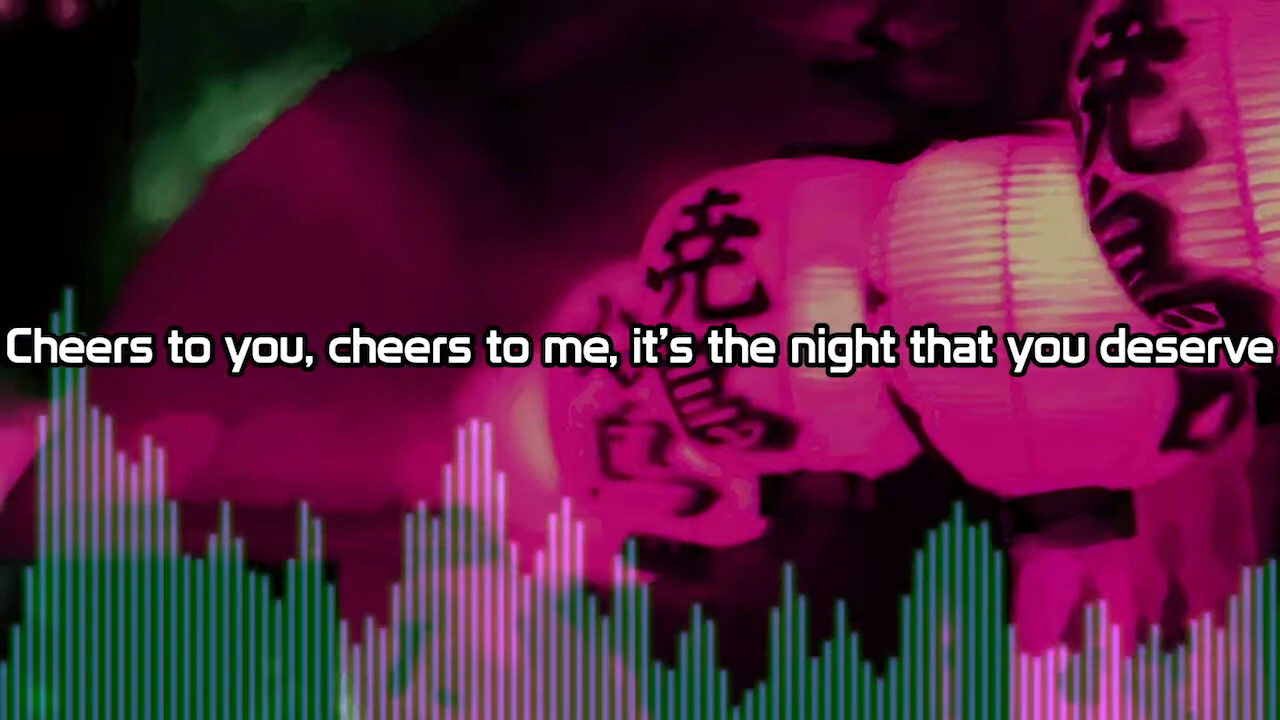 Cheers to you, cheers to me, it's the night that you deserve